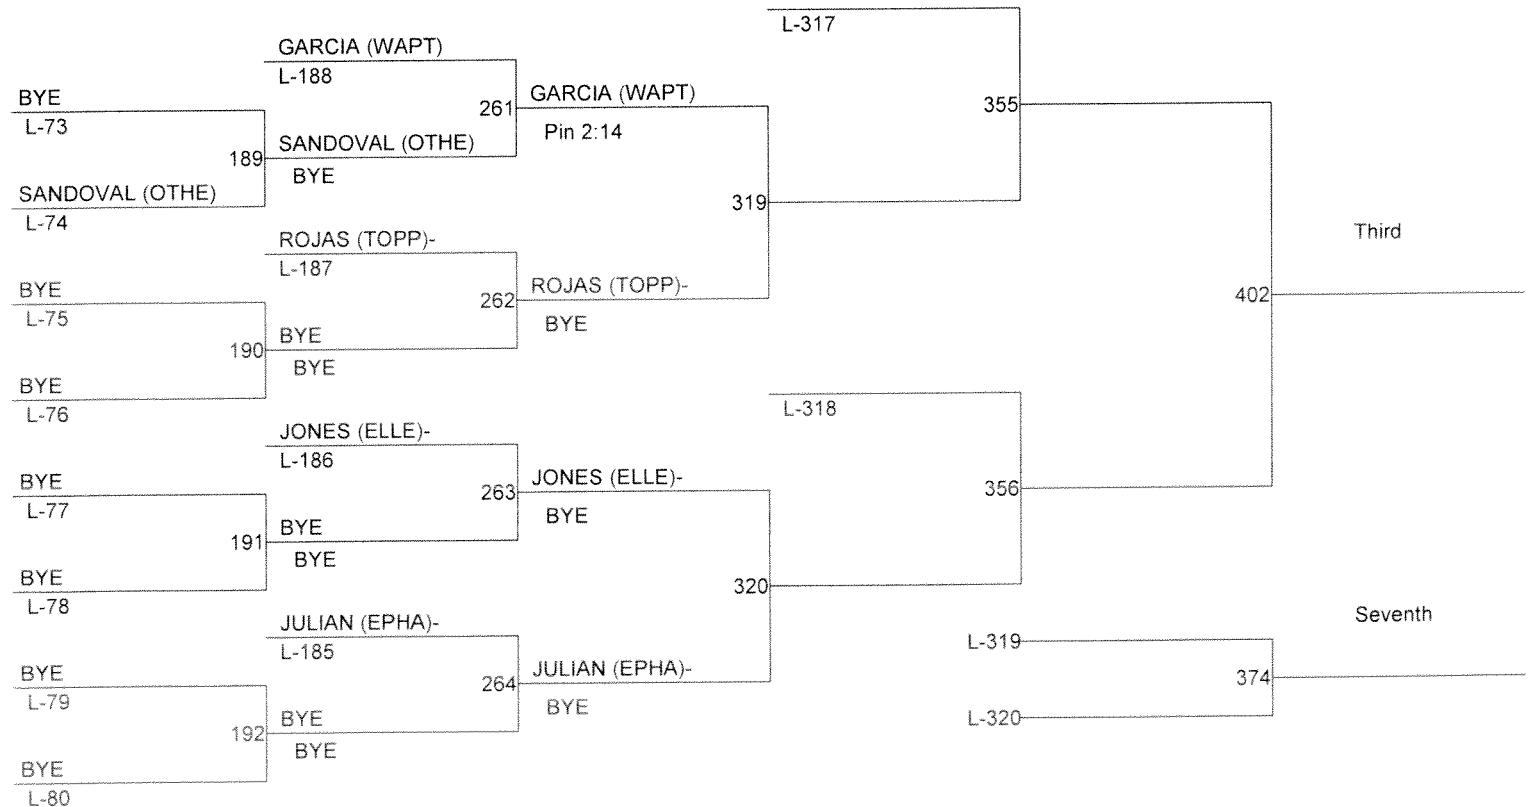 BYE
L-73
SANDOVAL (OTHE)
L-74
BYE
L-75
BYE
L-76
BYE
L-77
BYE
L-78
BYE
L-79
BYE
L-80
189
190
191
192
GARCIA (WAPT)
L-188
SANDOVAL (OTHE)
BYE
ROJAS (TOPP)-
L-187
BYE
BYE
JONES (ELLE)-
L-186
BYE
BYE
JULIAN (EPHA)-
L-185
BYE
BYE
261
262
263
264
GARCIA (WAPT)
Pin 2:14
ROJAS (TOPP)-
BYE
JONES (ELLE)-
BYE
JULIAN (EPHA)-
BYE
319
320
L-317
L-318
355
356
L-319
L-320
402
374
Third
Seventh